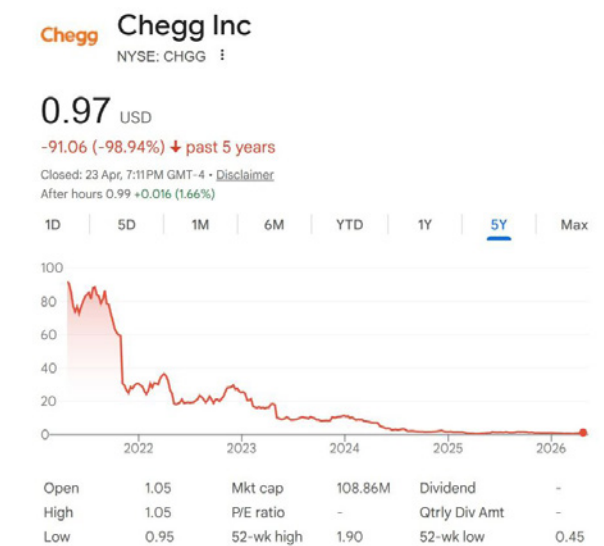 Chegg
Chegg Inc
NYSE: CHGG
0.97 USD
-91.06 (-98.94%) ↓ past 5 years
Closed: 23 Apr, 7:11 PM GMT-4 • Disclaimer
After hours 0.99 +0.016 (1.66%)
1D 5D 1M 6M YTD 1Y 5Y Max
100
80
60
40
20
0
2022 2023 2024 2025 2026
Open 1.05 Mkt cap 108.86M Dividend -
High 1.05 P/E ratio - Qtrly Div Amt -
Low 0.95 52-wk high 1.90 52-wk low 0.45